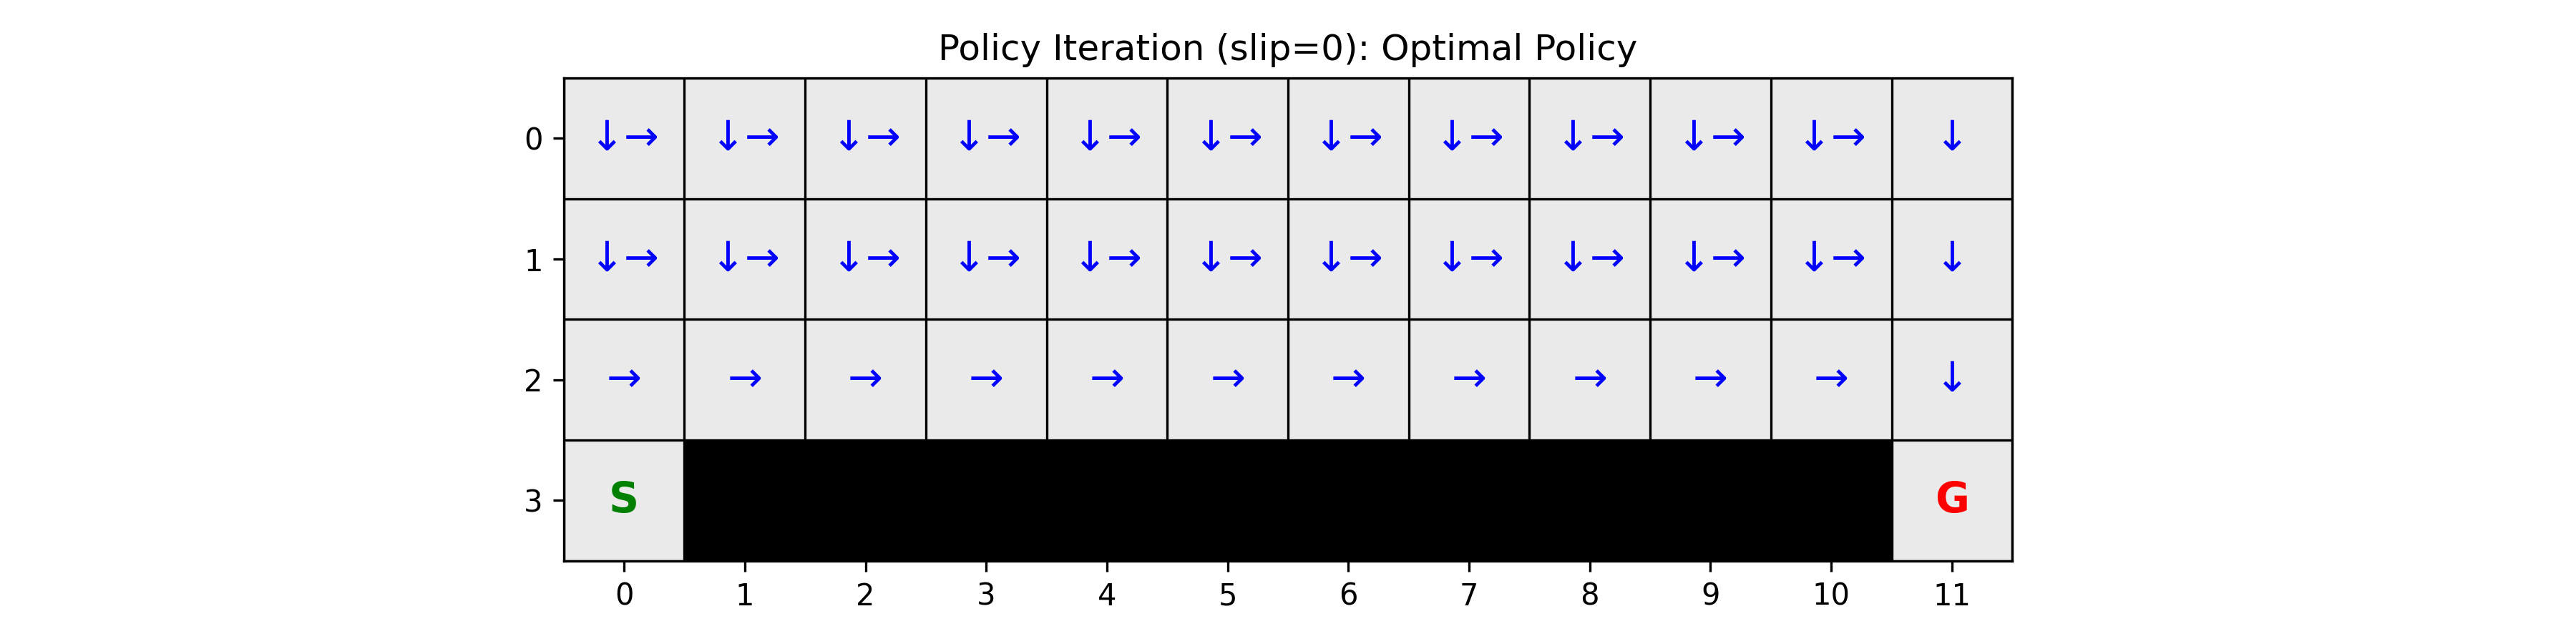 Policy Iteration (slip=0): Optimal Policy
0 ↓→ ↓→ ↓→ ↓→ ↓→ ↓→ ↓→ ↓→ ↓→ ↓→ ↓→ ↓
1 ↓→ ↓→ ↓→ ↓→ ↓→ ↓→ ↓→ ↓→ ↓→ ↓→ ↓→ ↓
2 → → → → → → → → → → → ↓
3 S G
0 1 2 3 4 5 6 7 8 9 10 11